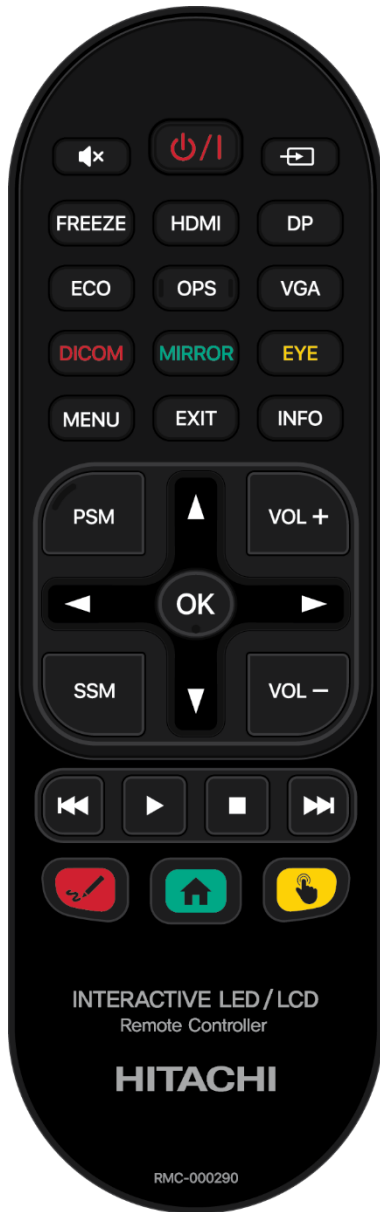 FREEZE HDMI DP
ECO OPS VGA
DICOM MIRROR EYE
MENU EXIT INFO
PSM VOL +
OK
SSM VOL −
INTERACTIVE LED / LCD
Remote Controller
HITACHI
RMC-000290